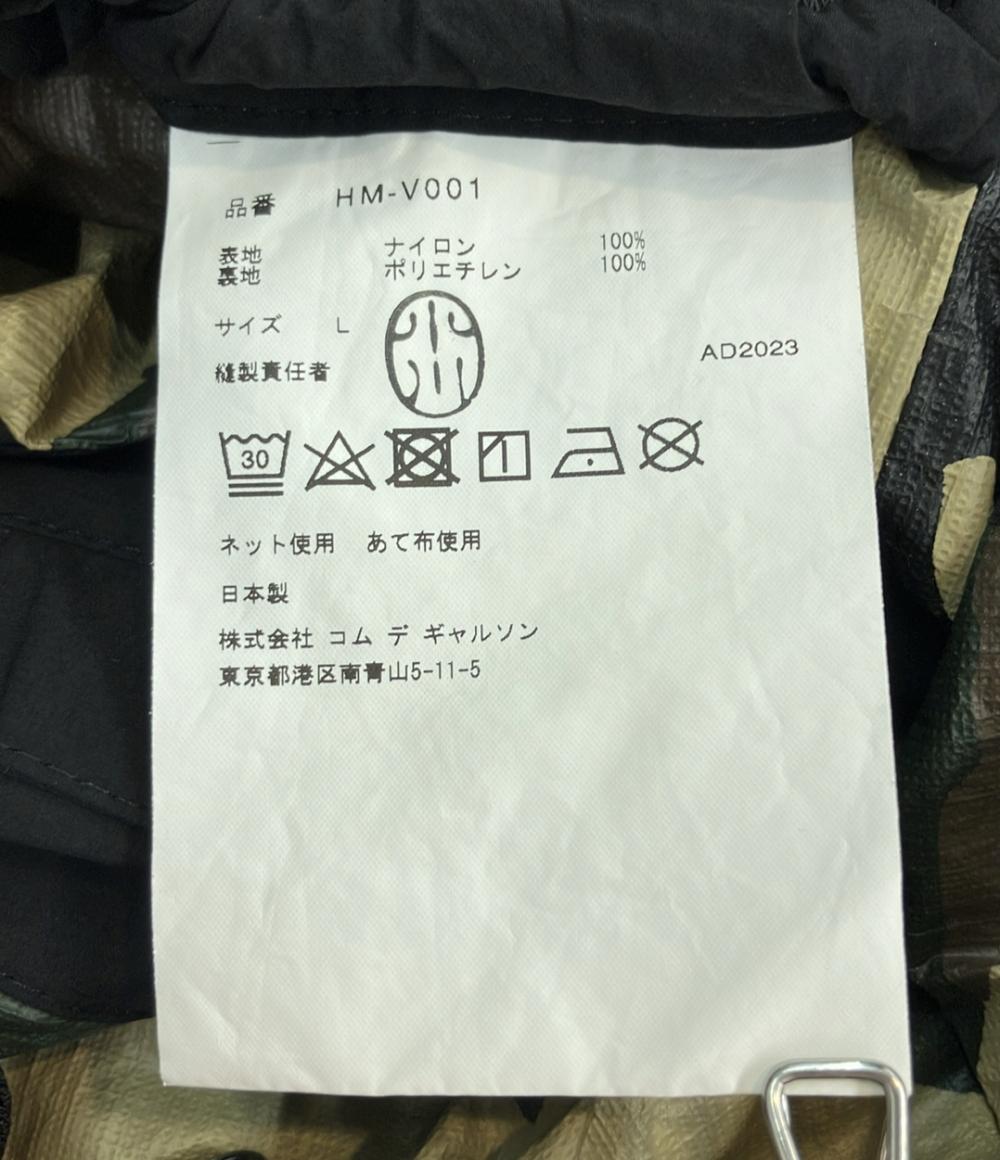 品番 HM-V001
表地 ナイロン 100%
裏地 ポリエチレン 100%
サイズ L
AD2023
縫製責任者
30
ネット使用 あて布使用
日本製
株式会社 コム デ ギャルソン
東京都港区南青山5-11-5